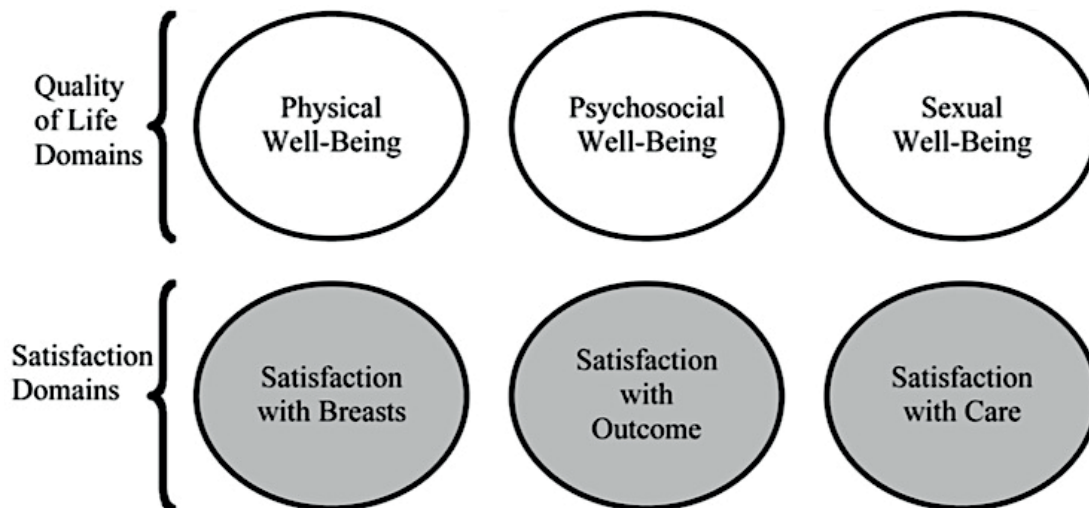 Quality
of Life
Domains
Physical
Well-Being
Psychosocial
Well-Being
Sexual
Well-Being
Satisfaction
Domains
Satisfaction
with Breasts
Satisfaction
with
Outcome
Satisfaction
with Care